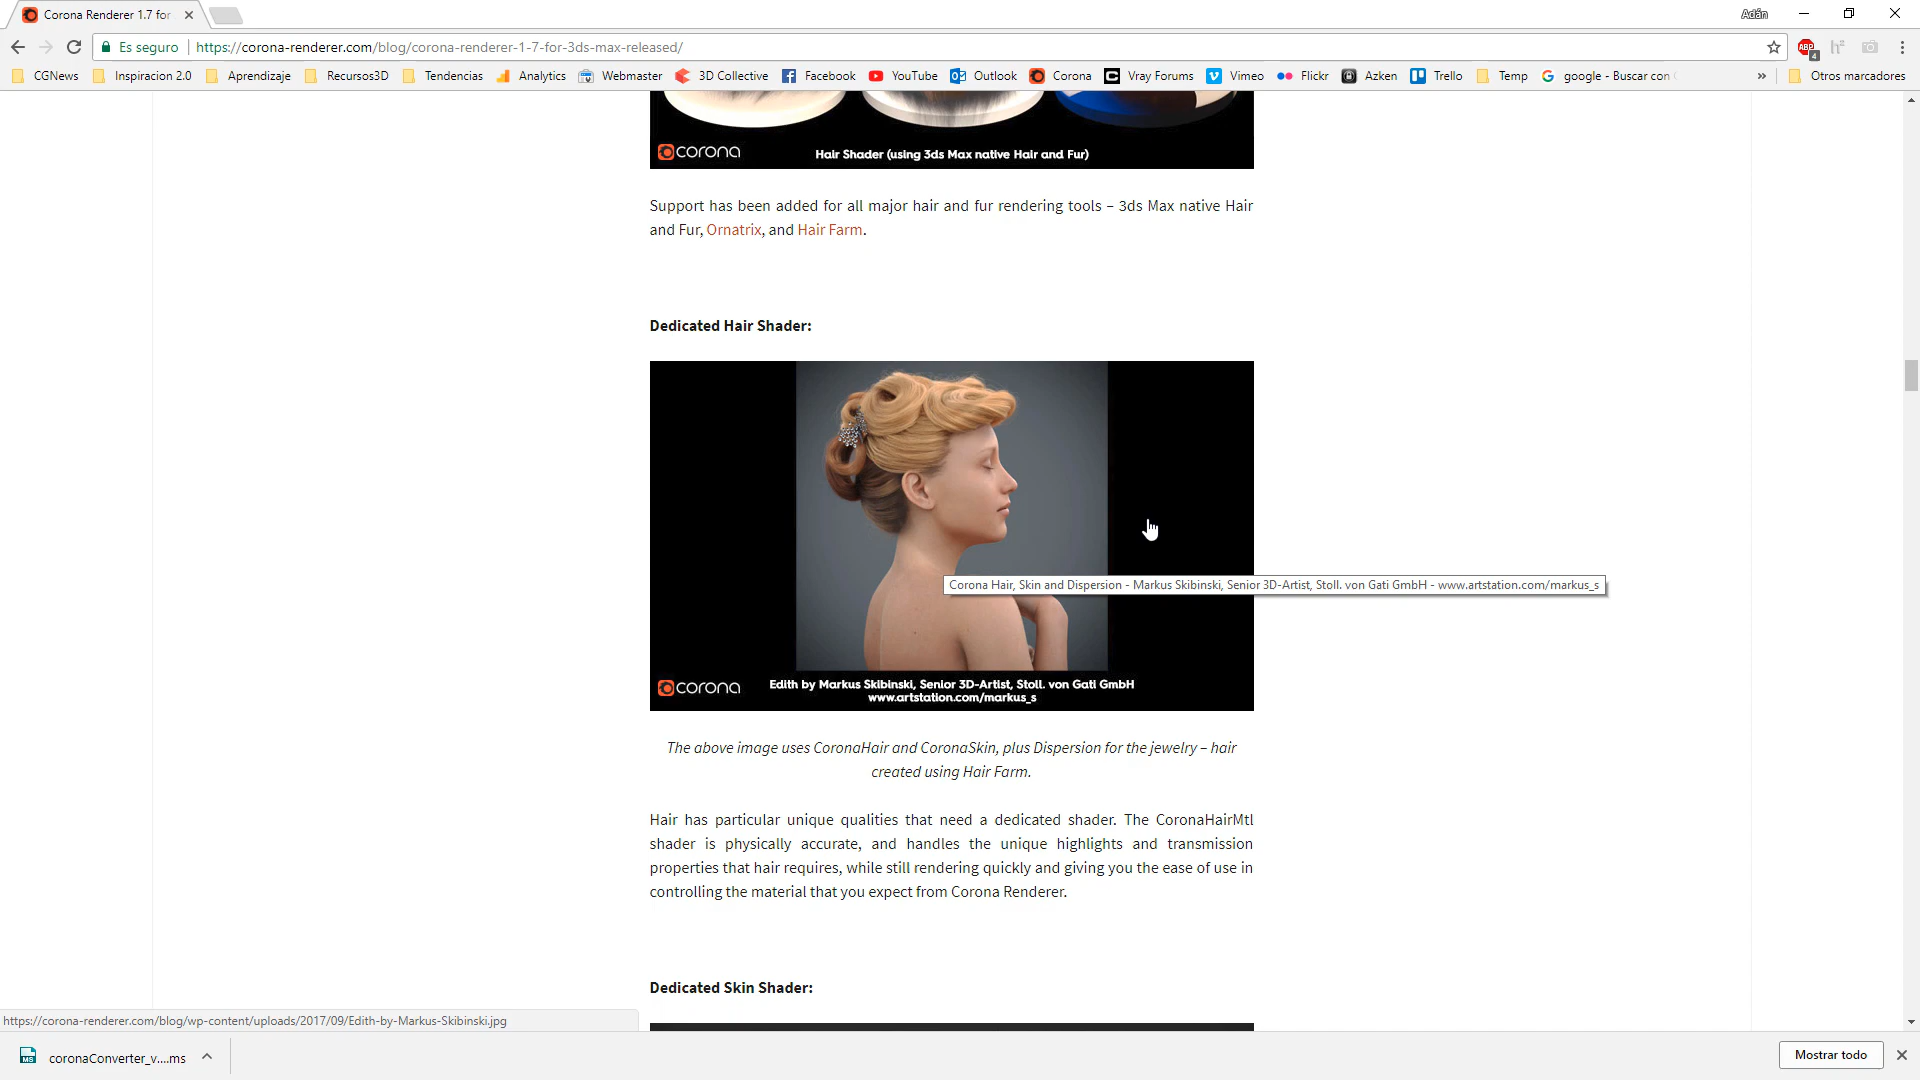 Corona Renderer 1.7 for
Adán
Es seguro
https://corona-renderer.com/blog/corona-renderer-1-7-for-3ds-max-released/
ABP
4
h²
CGNews
Inspiracion 2.0
Aprendizaje
Recursos3D
Tendencias
Analytics
Webmaster
3D Collective
Facebook
YouTube
Outlook
Corona
Vray Forums
Vimeo
Flickr
Azken
Trello
Temp
google - Buscar con
»
Otros marcadores
corona
Hair Shader (using 3ds Max native Hair and Fur)
Support has been added for all major hair and fur rendering tools – 3ds Max native Hair
and Fur, Ornatrix, and Hair Farm.
Dedicated Hair Shader:
Corona Hair, Skin and Dispersion - Markus Skibinski, Senior 3D-Artist, Stoll. von Gati GmbH - www.artstation.com/markus_s
corona
Edith by Markus Skibinski, Senior 3D-Artist, Stoll. von Gati GmbH
www.artstation.com/markus_s
The above image uses CoronaHair and CoronaSkin, plus Dispersion for the jewelry – hair
created using Hair Farm.
Hair has particular unique qualities that need a dedicated shader. The CoronaHairMtl
shader is physically accurate, and handles the unique highlights and transmission
properties that hair requires, while still rendering quickly and giving you the ease of use in
controlling the material that you expect from Corona Renderer.
Dedicated Skin Shader:
https://corona-renderer.com/blog/wp-content/uploads/2017/09/Edith-by-Markus-Skibinski.jpg
MS
coronaConverter_v....ms
Mostrar todo